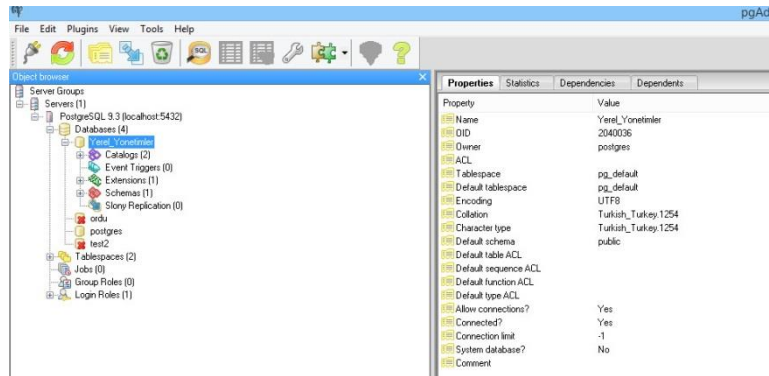 pgAd
File Edit Plugins View Tools Help
SQL
Object browser
Server Groups
Servers (1)
PostgreSQL 9.3 (localhost:5432)
Databases (4)
Yerel_Yonetimler
Catalogs (2)
Event Triggers (0)
Extensions (1)
Schemas (1)
Slony Replication (0)
ordu
postgres
test2
Tablespaces (2)
Jobs (0)
Group Roles (0)
Login Roles (1)
Properties Statistics Dependencies Dependents
Property Value
Name Yerel_Yonetimler
OID 2040036
Owner postgres
ACL
Tablespace pg_default
Default tablespace pg_default
Encoding UTF8
Collation Turkish_Turkey.1254
Character type Turkish_Turkey.1254
Default schema public
Default table ACL
Default sequence ACL
Default function ACL
Default type ACL
Allow connections? Yes
Connected? Yes
Connection limit -1
System database? No
Comment